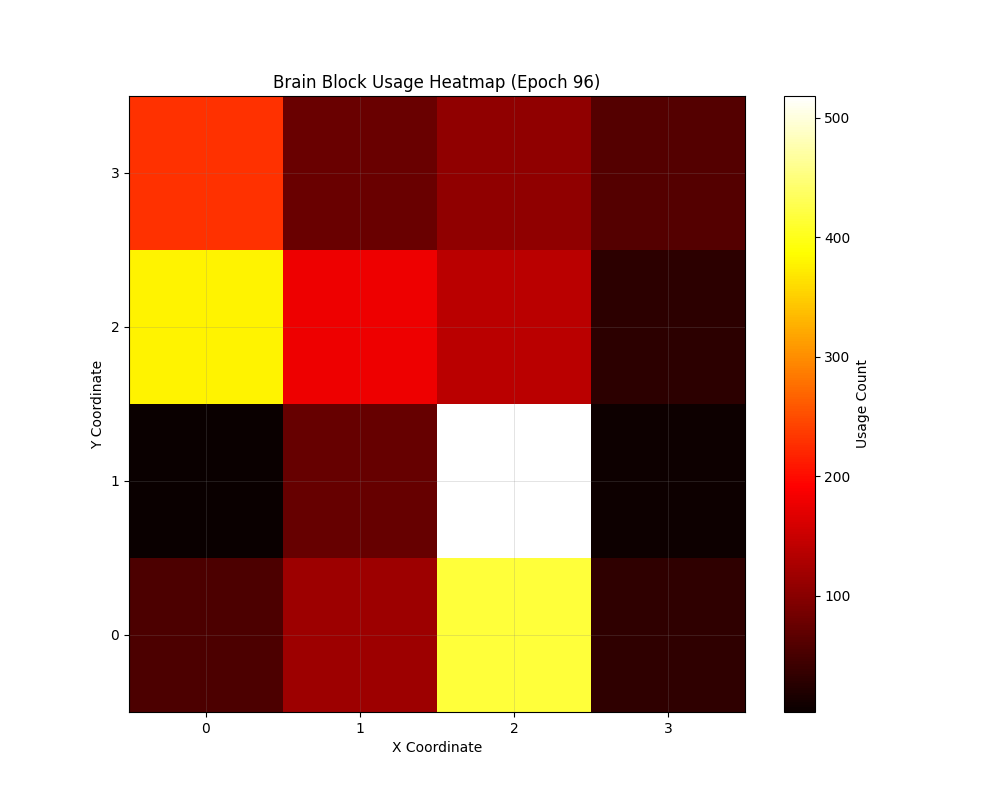 Brain Block Usage Heatmap (Epoch 96)
3
2
1
0
Y Coordinate
0 1 2 3
X Coordinate
500
400
300
200
100
Usage Count